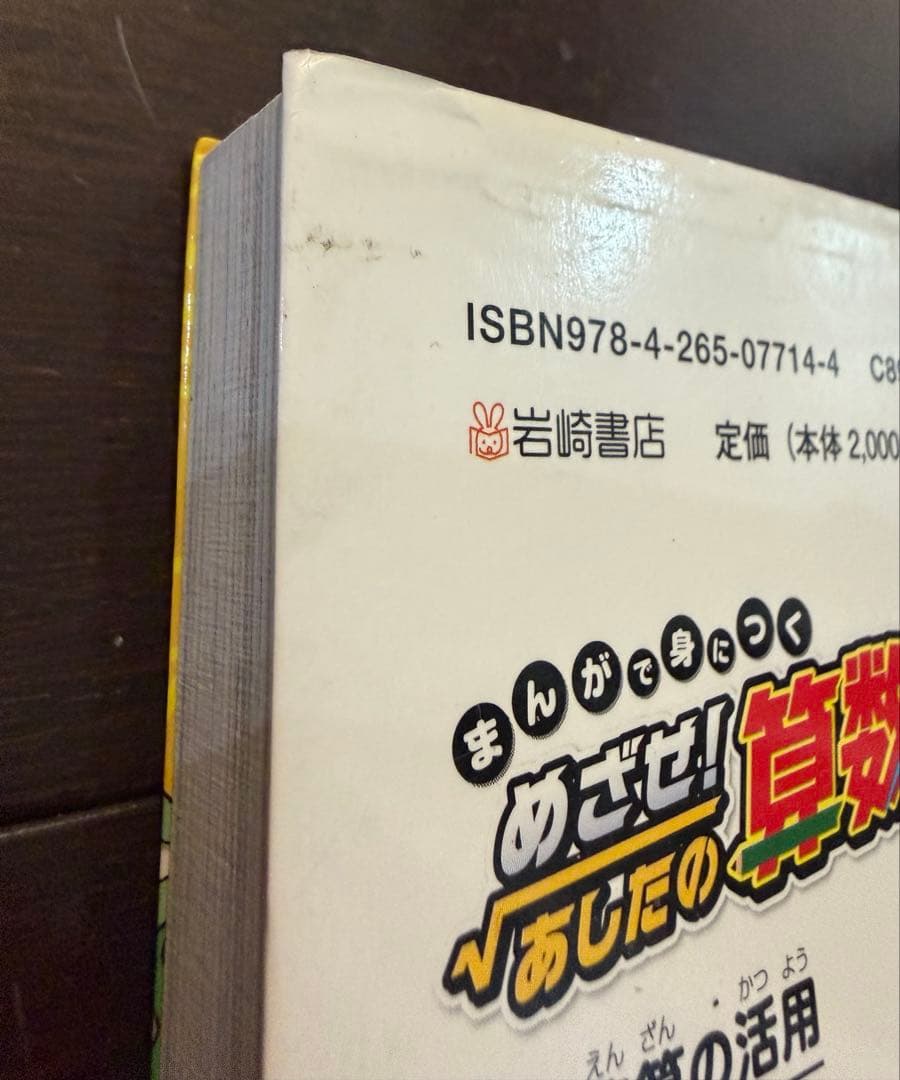 ISBN978-4-265-07714-4 C8
岩崎書店 定価(本体2,000
まんがで身につく
めざせ!
あしたの
算数
えん ざん ・ かつ よう
算の活用